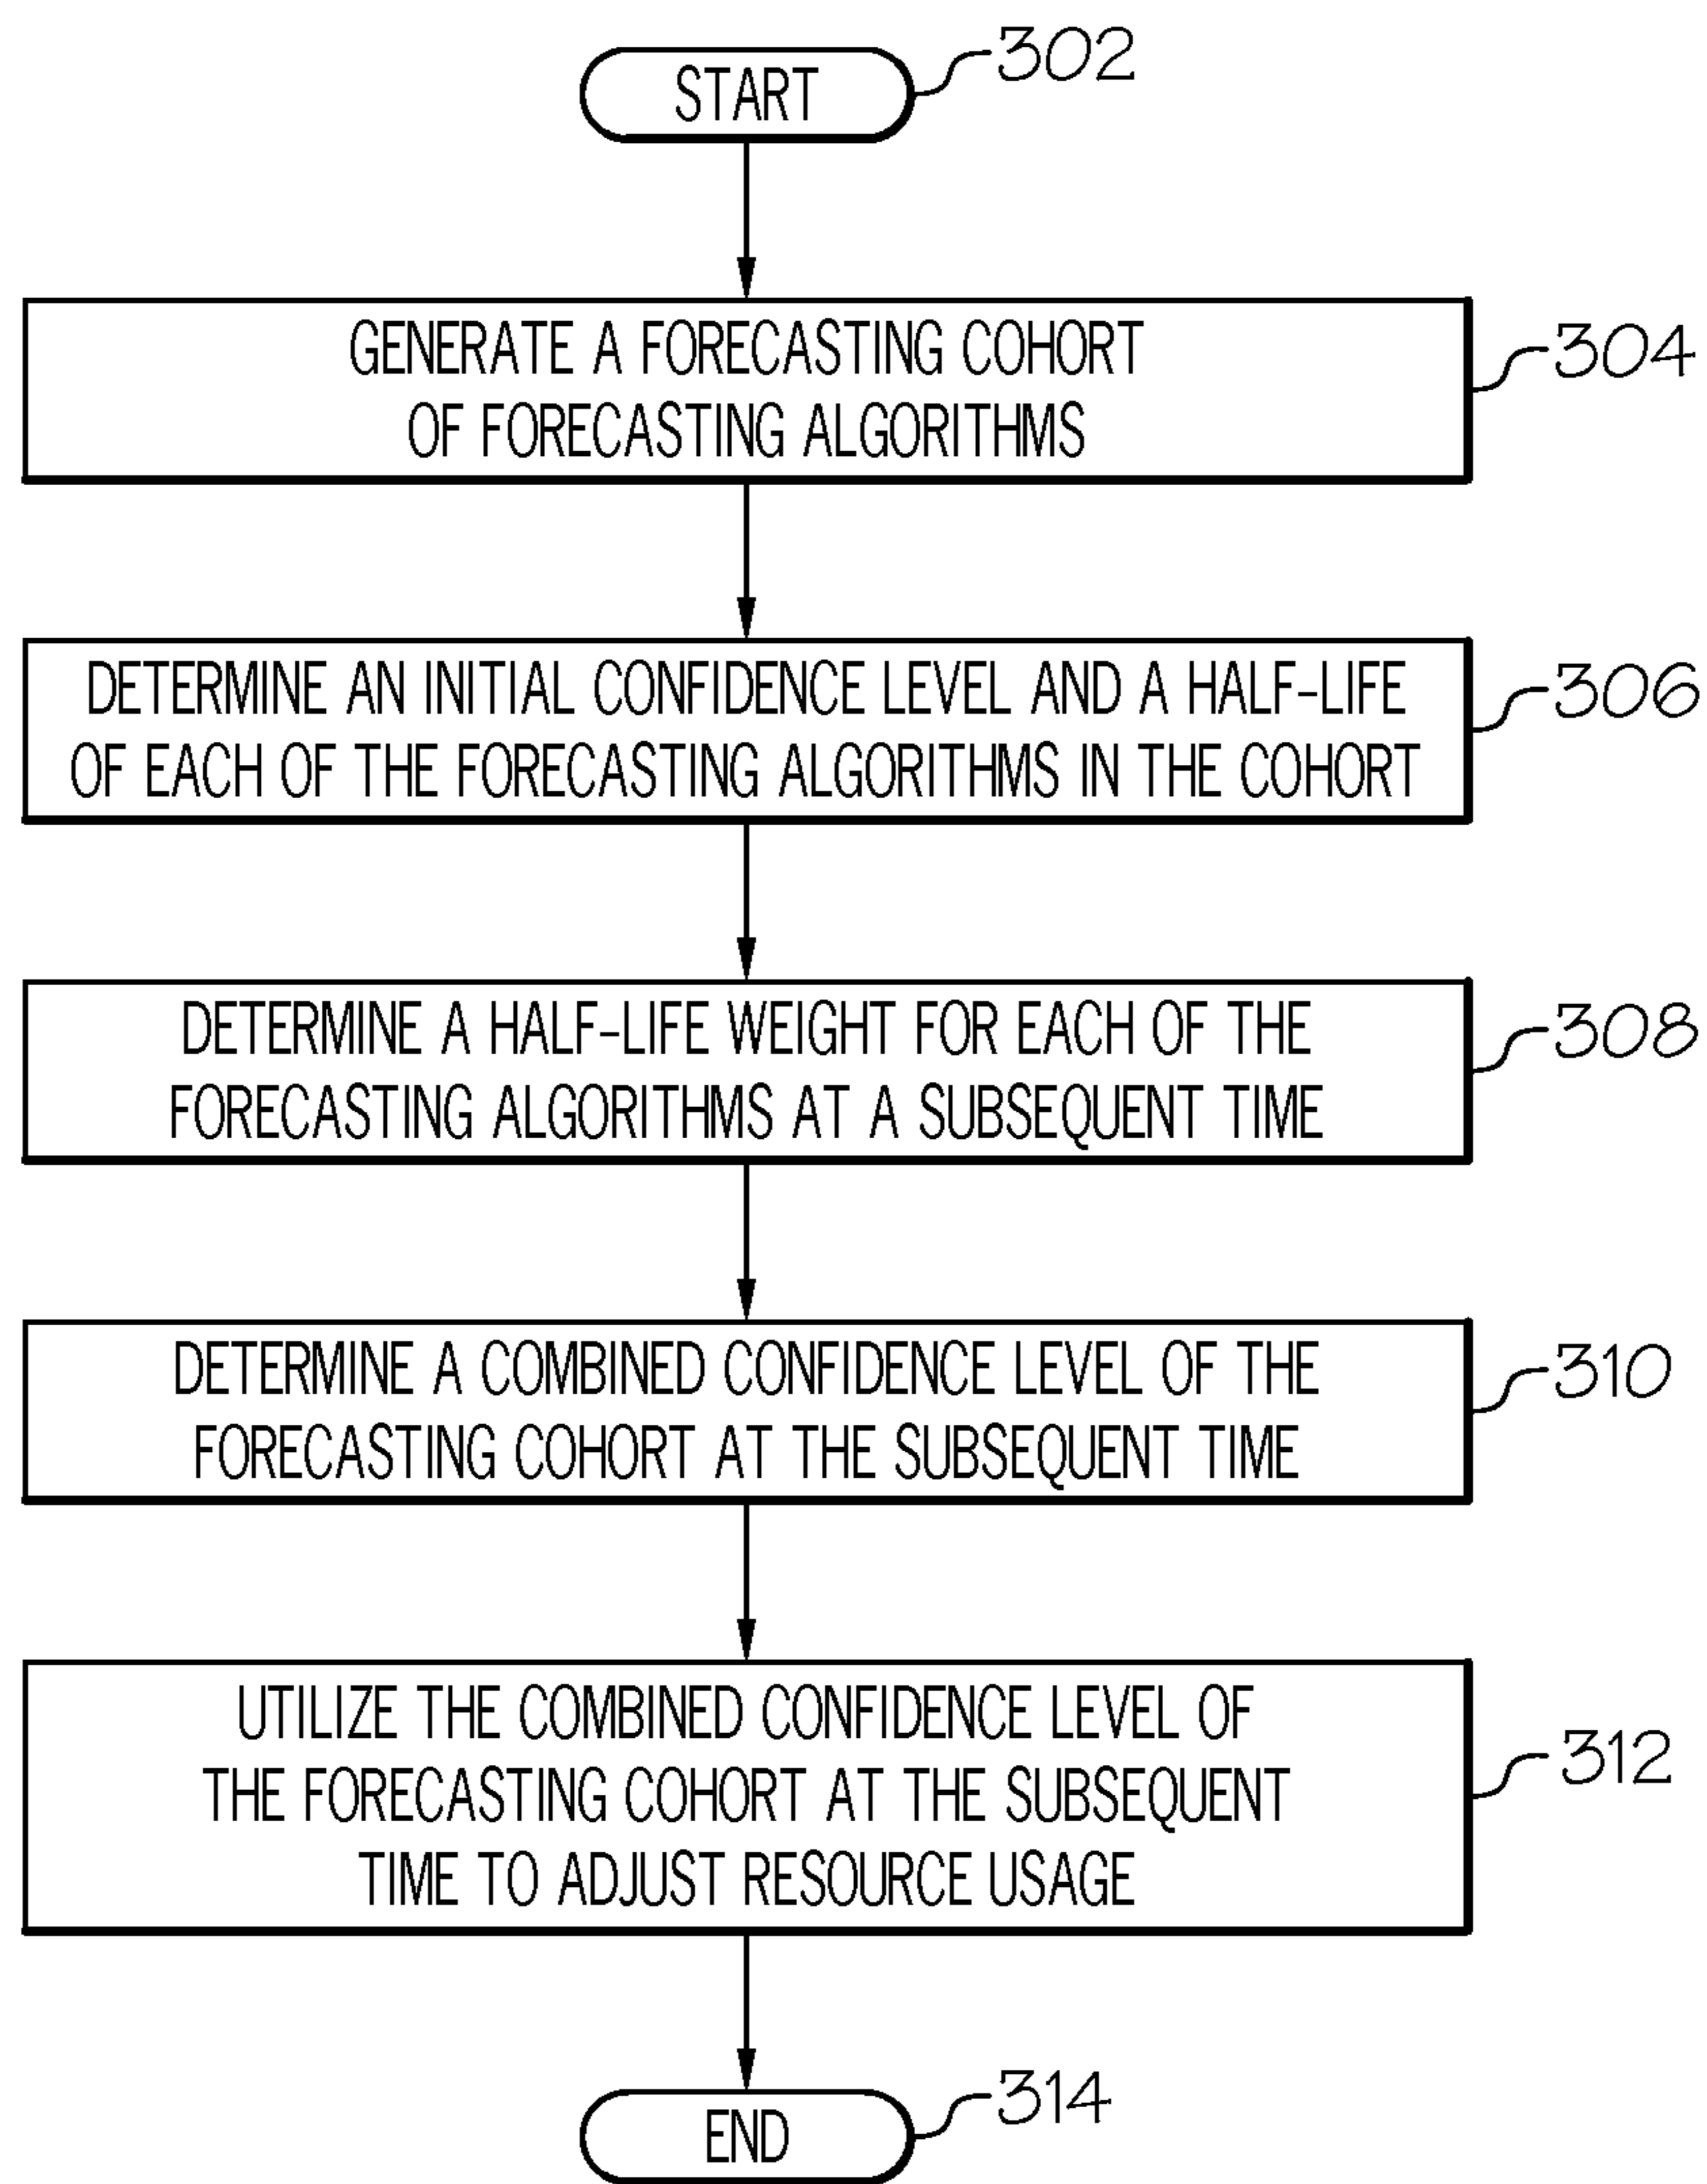 START
302
GENERATE A FORECASTING COHORT
OF FORECASTING ALGORITHMS
304
DETERMINE AN INITIAL CONFIDENCE LEVEL AND A HALF-LIFE
OF EACH OF THE FORECASTING ALGORITHMS IN THE COHORT
306
DETERMINE A HALF-LIFE WEIGHT FOR EACH OF THE
FORECASTING ALGORITHMS AT A SUBSEQUENT TIME
308
DETERMINE A COMBINED CONFIDENCE LEVEL OF THE
FORECASTING COHORT AT THE SUBSEQUENT TIME
310
UTILIZE THE COMBINED CONFIDENCE LEVEL OF
THE FORECASTING COHORT AT THE SUBSEQUENT
TIME TO ADJUST RESOURCE USAGE
312
END
314